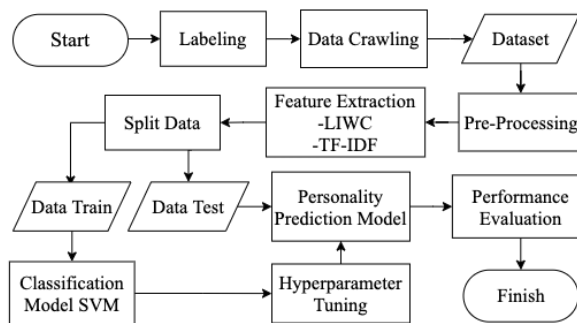 Start
Labeling
Data Crawling
Dataset
Pre-Processing
Feature Extraction
-LIWC
-TF-IDF
Split Data
Data Train
Data Test
Personality
Prediction Model
Performance
Evaluation
Classification
Model SVM
Hyperparameter
Tuning
Finish